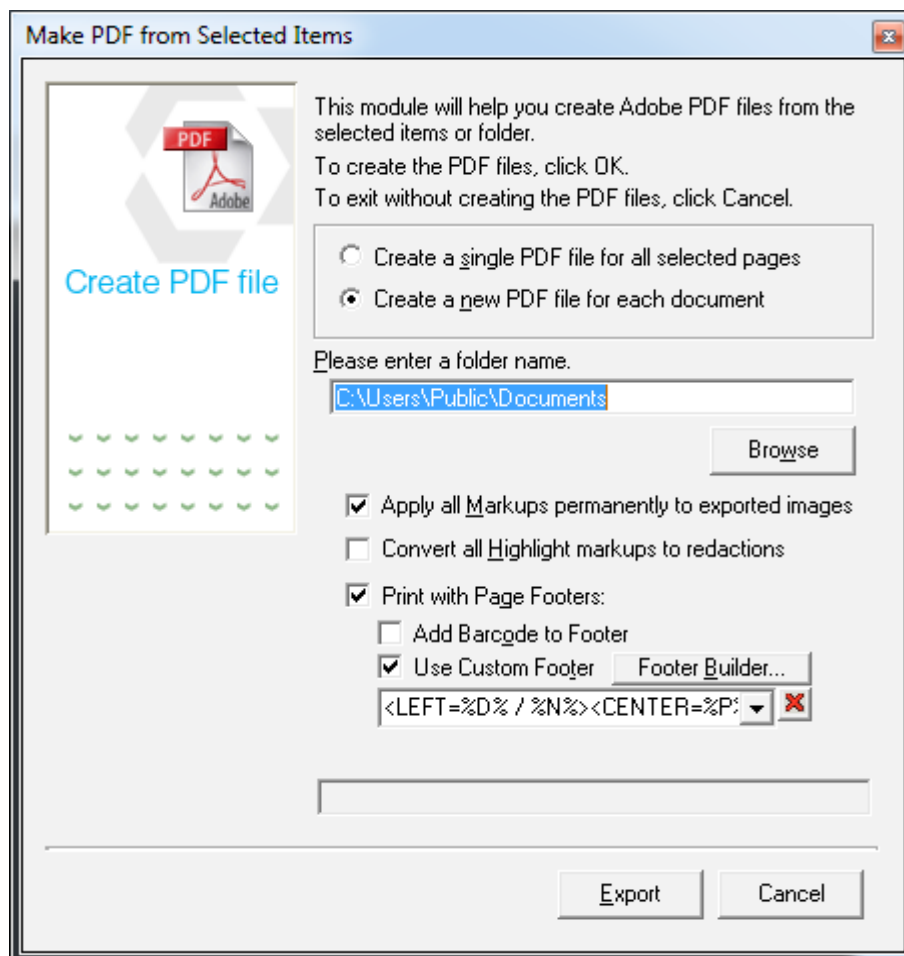 Make PDF from Selected Items
PDF
Adobe
Create PDF file
This module will help you create Adobe PDF files from the
selected items or folder.
To create the PDF files, click OK.
To exit without creating the PDF files, click Cancel.
Create a single PDF file for all selected pages
Create a new PDF file for each document
Please enter a folder name.
C:\Users\Public\Documents
Browse
Apply all Markups permanently to exported images
Convert all Highlight markups to redactions
Print with Page Footers:
Add Barcode to Footer
Use Custom Footer
Footer Builder...
<LEFT=%D% / %N%><CENTER=%P%
Export
Cancel